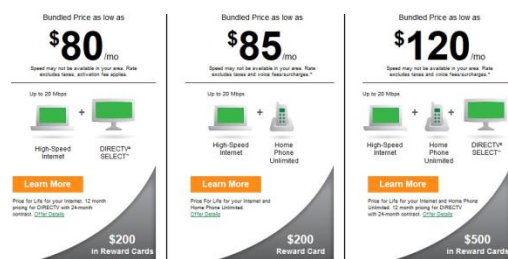 Bundled Price as low as
$80/mo
Speed may not be available in your area. Rate
excludes taxes. activation fee applies.
Up to 20 Mbps
+
High-Speed
Internet
DIRECTV®
SELECT™
Learn More
Price for Life for your Internet. 12 month
pricing for DIRECTV with 24-month
contract. Offer Details
$200
in Reward Cards
Bundled Price as low as
$85/mo
Speed may not be available in your area. Rate
excludes taxes and voice fees/surcharges.*
Up to 20 Mbps
+
High-Speed
Internet
Home
Phone
Unlimited
Learn More
Price For Life for your Internet and
Home Phone Unlimited.
Offer Details
$200
Reward Card
Bundled Price as low as
$120/mo
Speed may not be available in your area. Rate
excludes taxes and voice fees/surcharges.*
Up to 20 Mbps
+ +
High-Speed
Internet
Home
Phone
Unlimited
DIRECTV®
SELECT™
Learn More
Price for Life for your Internet and Home Phone
Unlimited. 12 month pricing for DIRECTV
with 24-month contract. Offer Details
$500
in Reward Cards